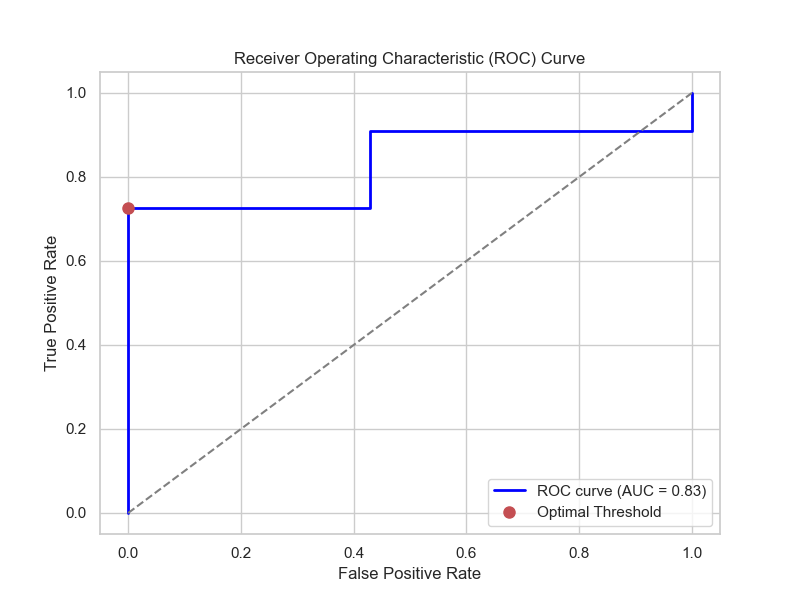 Receiver Operating Characteristic (ROC) Curve
True Positive Rate
1.0
0.8
0.6
0.4
0.2
0.0
0.0 0.2 0.4 0.6 0.8 1.0
False Positive Rate
ROC curve (AUC = 0.83)
Optimal Threshold